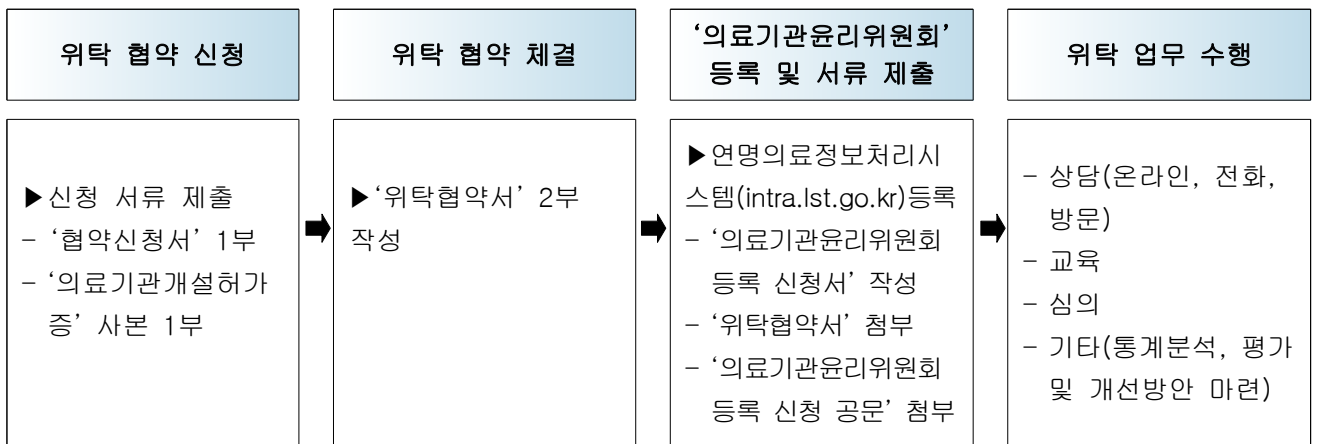 위탁 협약 신청
▶신청 서류 제출
- ‘협약신청서’ 1부
- ‘의료기관개설허가
증’ 사본 1부
위탁 협약 체결
▶‘위탁협약서’ 2부
작성
‘의료기관윤리위원회’
등록 및 서류 제출
▶연명의료정보처리시
스템(intra.lst.go.kr)등록
- ‘의료기관윤리위원회
등록 신청서’ 작성
- ‘위탁협약서’ 첨부
- ‘의료기관윤리위원회
등록 신청 공문’ 첨부
위탁 업무 수행
- 상담(온라인, 전화,
방문)
- 교육
- 심의
- 기타(통계분석, 평가
및 개선방안 마련)